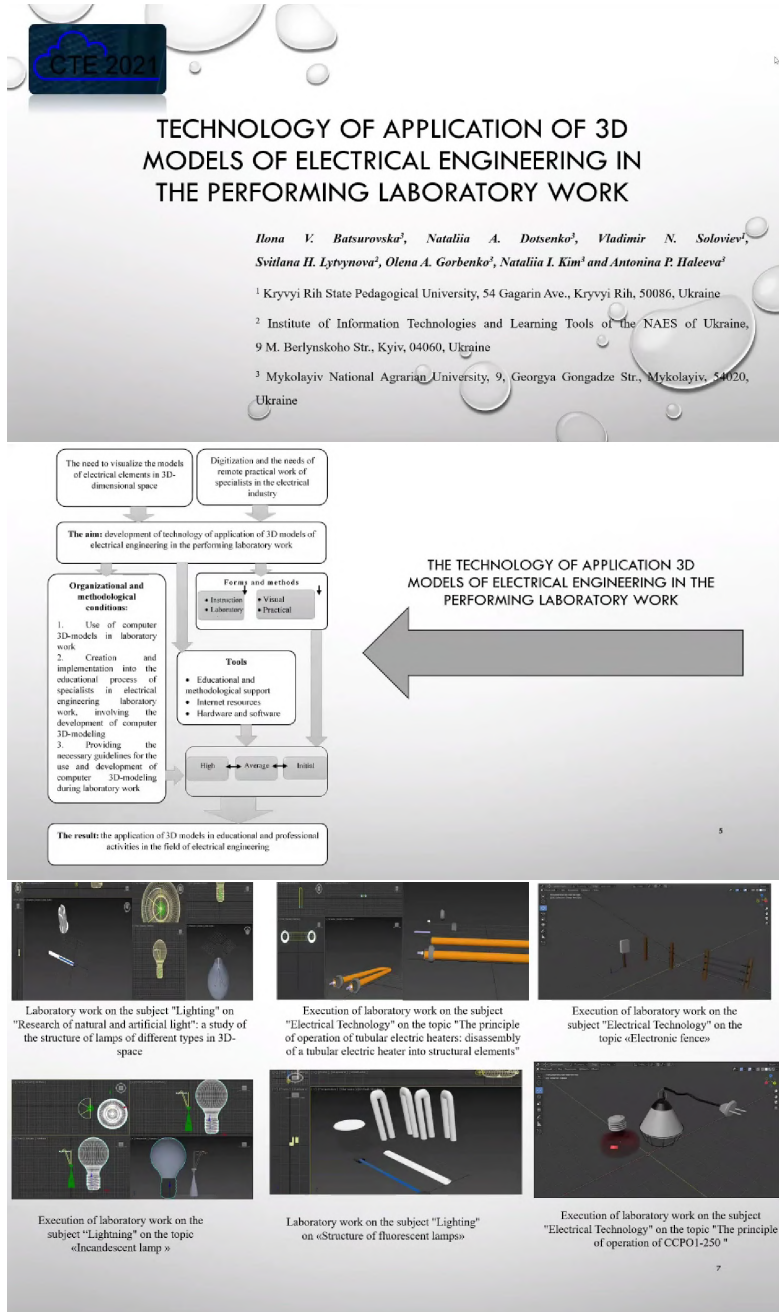 CTE 2021
TECHNOLOGY OF APPLICATION OF 3D
MODELS OF ELECTRICAL ENGINEERING IN
THE PERFORMING LABORATORY WORK
Ilona V. Batsurovska³, Nataliia A. Dotsenko³, Vladimir N. Soloviev¹,
Svitlana H. Lytvynova², Olena A. Gorbenko³, Nataliia I. Kim³ and Antonina P. Haleeva³
¹ Kryvyi Rih State Pedagogical University, 54 Gagarin Ave., Kryvyi Rih, 50086, Ukraine
² Institute of Information Technologies and Learning Tools of the NAES of Ukraine,
9 M. Berlynskoho Str., Kyiv, 04060, Ukraine
³ Mykolayiv National Agrarian University, 9, Georgya Gongadze Str., Mykolayiv, 54020,
Ukraine
The need to visualize the models
of electrical elements in 3D-
dimensional space
Digitization and the needs of
remote practical work of
specialists in the electrical
industry
The aim: development of technology of application of 3D models of
electrical engineering in the performing laboratory work
Organizational and
methodological
conditions:
1. Use of computer
3D-models in laboratory
work
2. Creation and
implementation into the
educational process of
specialists in electrical
engineering laboratory
work, involving the
development of computer
3D-modeling
3. Providing the
necessary guidelines for the
use and development of
computer 3D-modeling
during laboratory work
Forms and methods
• Instruction
• Laboratory
• Visual
• Practical
Tools
• Educational and
methodological support
• Internet resources
• Hardware and software
High
Average
Initial
The result: the application of 3D models in educational and professional
activities in the field of electrical engineering
THE TECHNOLOGY OF APPLICATION 3D
MODELS OF ELECTRICAL ENGINEERING IN THE
PERFORMING LABORATORY WORK
5
Laboratory work on the subject "Lighting" on
"Research of natural and artificial light": a study of
the structure of lamps of different types in 3D-
space
Execution of laboratory work on the subject
"Electrical Technology" on the topic "The principle
of operation of tubular electric heaters: disassembly
of a tubular electric heater into structural elements"
Execution of laboratory work on the
subject "Electrical Technology" on the
topic «Electronic fence»
Execution of laboratory work on the
subject “Lightning" on the topic
«Incandescent lamp »
Laboratory work on the subject "Lighting"
on «Structure of fluorescent lamps»
Execution of laboratory work on the subject
"Electrical Technology" on the topic "The principle
of operation of CCPO1-250 "
7